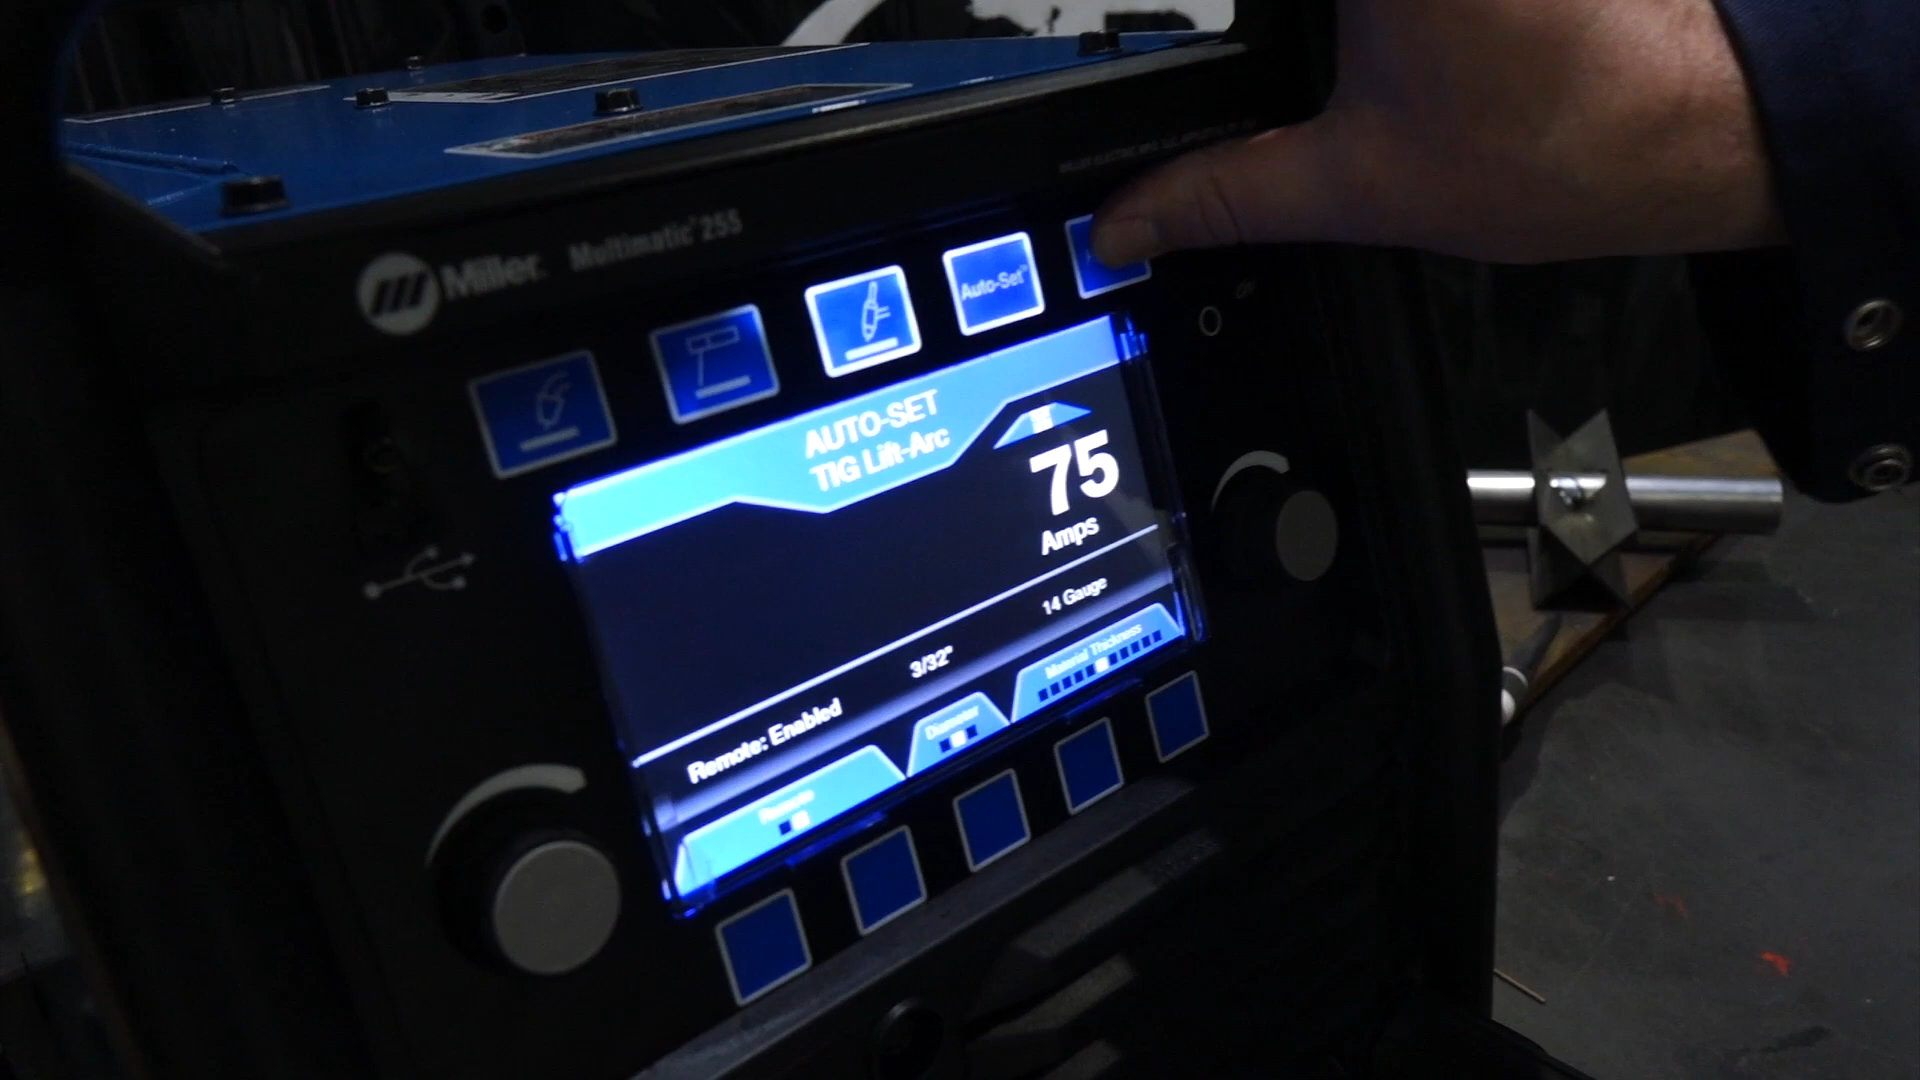 Miller. Multimatic® 255
Auto-Set™
AUTO-SET
TIG Lift-Arc
75
Amps
14 Gauge
3/32"
Remote: Enabled
Material Thickness
Diameter
Remote